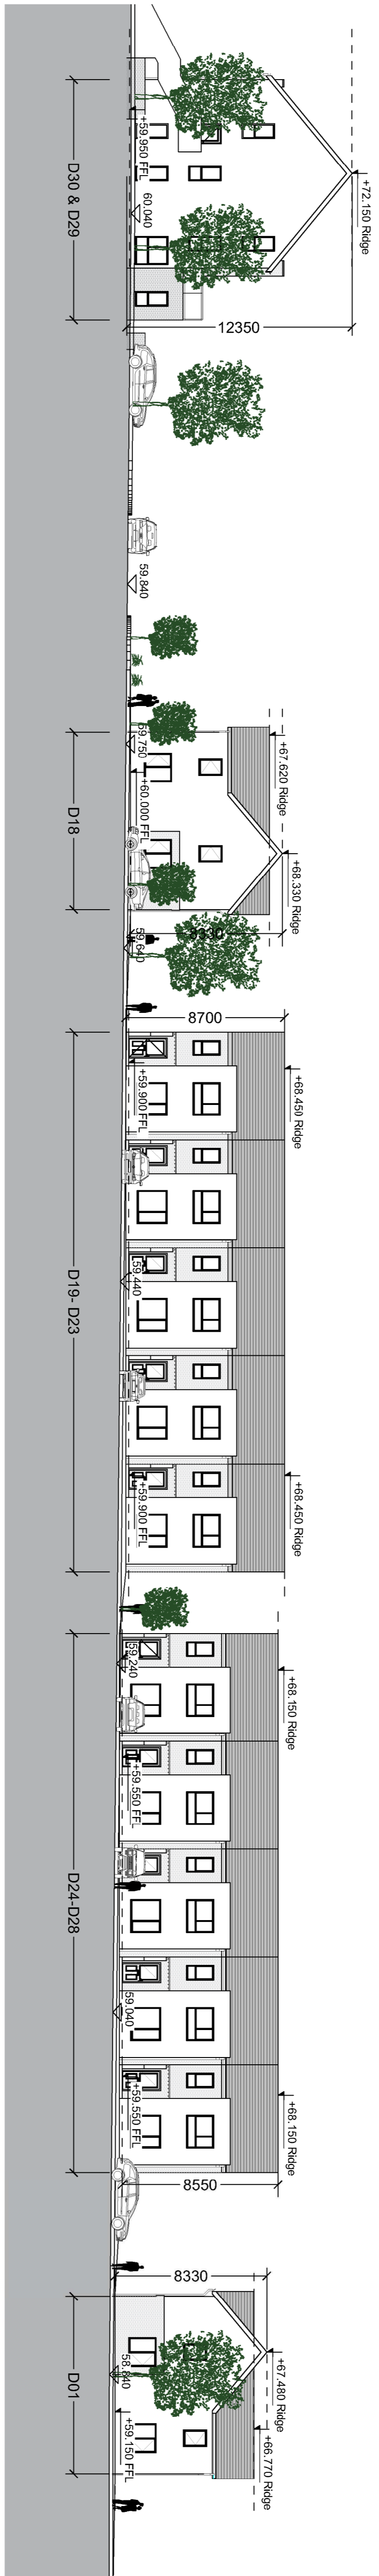 +72.150 Ridge
12350
+59.950 FFL
60.040
D30 & D29
59.840
+67.620 Ridge
+68.330 Ridge
8330
59.750
+60.000 FFL
59.640
D18
8700
+68.450 Ridge
+68.450 Ridge
+59.900 FFL
59.440
+59.900 FFL
D19- D23
+68.150 Ridge
+68.150 Ridge
8550
59.240
+59.550 FFL
59.040
+59.550 FFL
D24-D28
8330
+67.480 Ridge
+66.770 Ridge
58.840
+59.150 FFL
D01